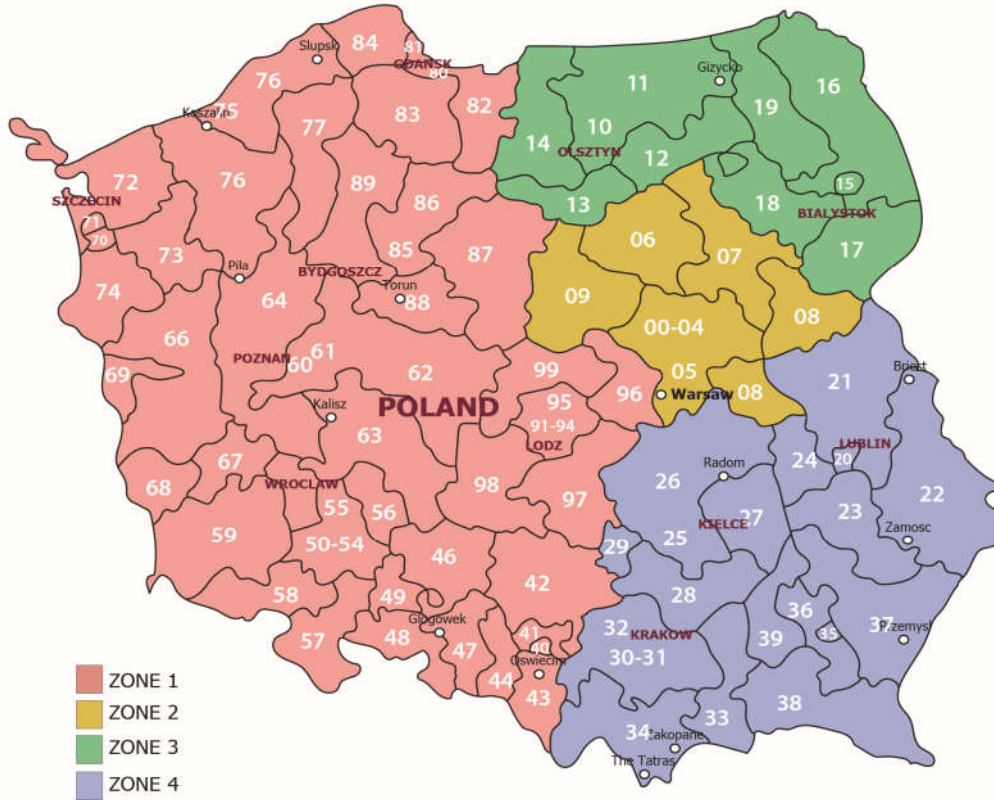 84
81
Slupsk
GDAŃSK
80
11
Gizycko
16
76
Koszalin
75
77
83
82
19
14
10
12
OLSZTYN
72
76
89
86
13
18
15
BIALYSTOK
SZCZECIN
71
70
73
85
87
06
07
17
BYDGOSZCZ
Pila
Torun
88
74
64
09
00-04
08
66
POZNAN
61
60
62
99
05
Warsaw
08
21
Briest
69
Kalisz
POLAND
95
96
91-94
LODZ
63
24
LUBLIN
20
67
WROCLAW
98
26
Radom
22
68
55
56
97
27
KIELCE
23
59
50-54
29
25
Zamosc
46
42
58
49
28
36
Glogowek
41
32
KRAKOW
35
37
Przemysl
57
48
47
40
Oswiecim
30-31
39
44
43
33
38
34
Zakopane
The Tatras
ZONE 1
ZONE 2
ZONE 3
ZONE 4